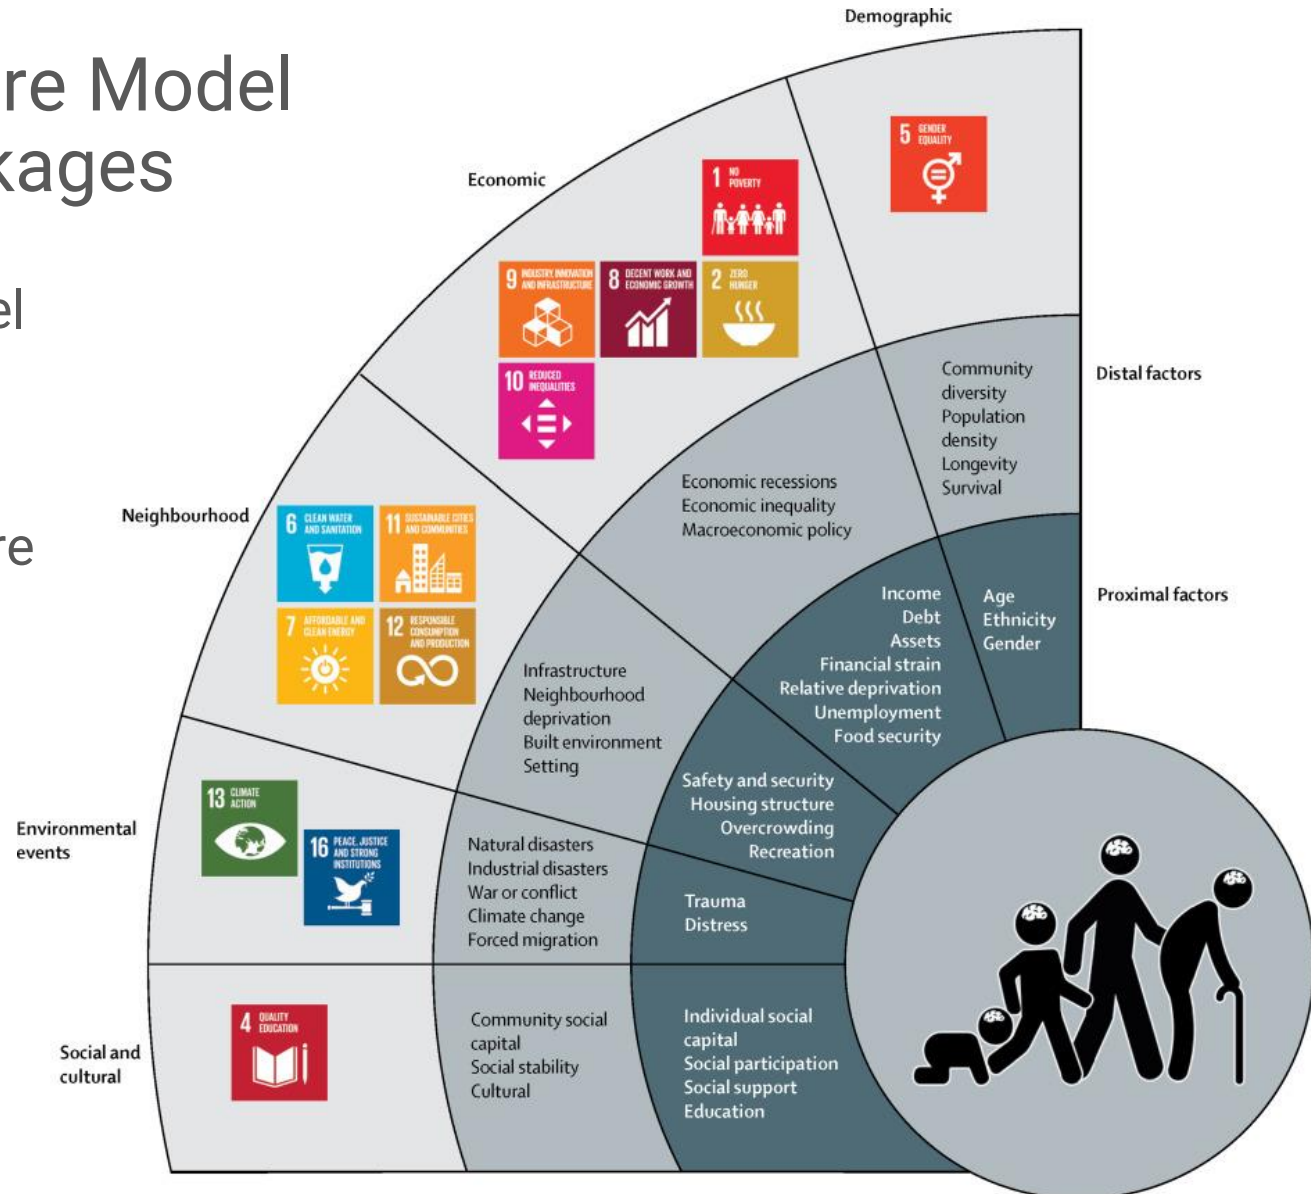 re Model
kages
el
re
Demographic
5 GENDER
EQUALITY
Economic
1 NO
POVERTY
9 INDUSTRY, INNOVATION
AND INFRASTRUCTURE
8 DECENT WORK AND
ECONOMIC GROWTH
2 ZERO
HUNGER
10 REDUCED
INEQUALITIES
Community
diversity
Population
density
Longevity
Survival
Distal factors
Economic recessions
Economic inequality
Macroeconomic policy
Neighbourhood
6 CLEAN WATER
AND SANITATION
11 SUSTAINABLE CITIES
AND COMMUNITIES
7 AFFORDABLE AND
CLEAN ENERGY
12 RESPONSIBLE
CONSUMPTION
AND PRODUCTION
Income
Debt
Assets
Financial strain
Relative deprivation
Unemployment
Food security
Age
Ethnicity
Gender
Proximal factors
Infrastructure
Neighbourhood
deprivation
Built environment
Setting
Safety and security
Housing structure
Overcrowding
Recreation
Environmental
events
13 CLIMATE
ACTION
16 PEACE, JUSTICE
AND STRONG
INSTITUTIONS
Natural disasters
Industrial disasters
War or conflict
Climate change
Forced migration
Trauma
Distress
Social and
cultural
4 QUALITY
EDUCATION
Community social
capital
Social stability
Cultural
Individual social
capital
Social participation
Social support
Education